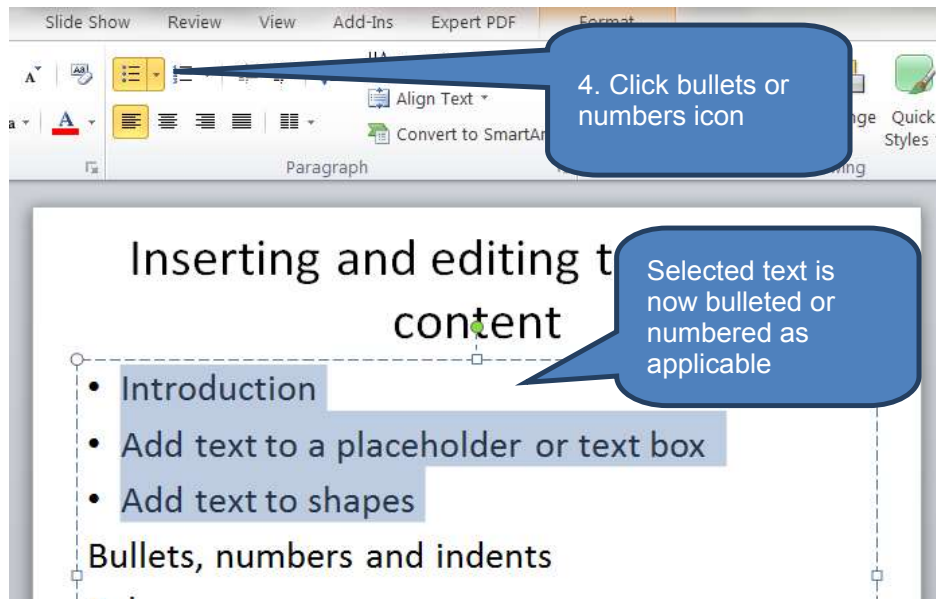 Slide Show Review View Add-Ins Expert PDF Format
A Aa
Align Text
4. Click bullets or
numbers icon
a A
Convert to SmartAr
Quick
Styles
Paragraph
Inserting and editing
content
Selected text is
now bulleted or
numbered as
applicable
• Introduction
• Add text to a placeholder or text box
• Add text to shapes
Bullets, numbers and indents